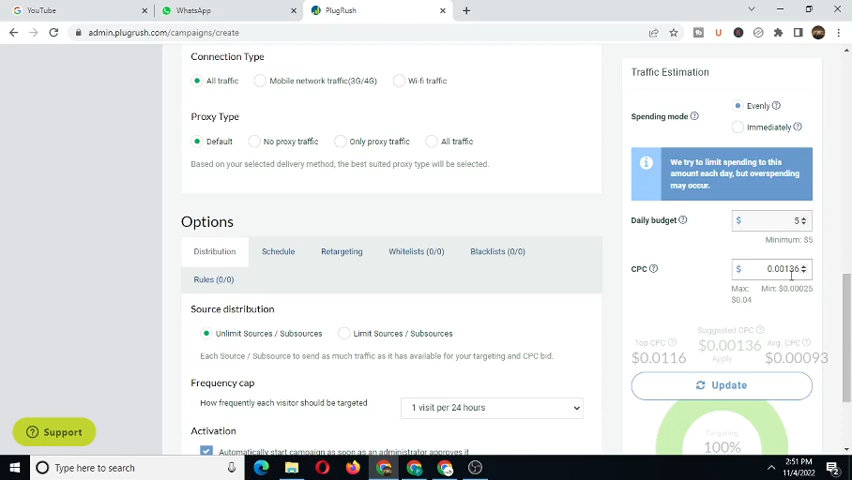 YouTube
WhatsApp
PlugRush
admin.plugrush.com/campaigns/create
Connection Type
All traffic
Mobile network traffic(3G/4G)
Wi-fi traffic
Proxy Type
Default
No proxy traffic
Only proxy traffic
All traffic
Based on your selected delivery method, the best suited proxy type will be selected.
Options
Distribution
Schedule
Retargeting
Whitelists (0/0)
Blacklists (0/0)
Rules (0/0)
Source distribution
Unlimit Sources / Subsources
Limit Sources / Subsources
Each Source / Subsource to send as much traffic as it has available for your targeting and CPC bid.
Frequency cap
How frequently each visitor should be targeted
1 visit per 24 hours
Activation
Automatically start campaign as soon as an administrator approves it
Traffic Estimation
Spending mode
Evenly
Immediately
We try to limit spending to this
amount each day, but overspending
may occur.
Daily budget
$ 5
Minimum: $5
CPC
$ 0.00136
Max:
$0.04
Min: $0.00025
Suggested CPC
$0.00136
Apply
Top CPC
$0.0116
Avg. CPC
$0.00093
Update
Targeting
100%
Support
Type here to search
2:51 PM
11/4/2022